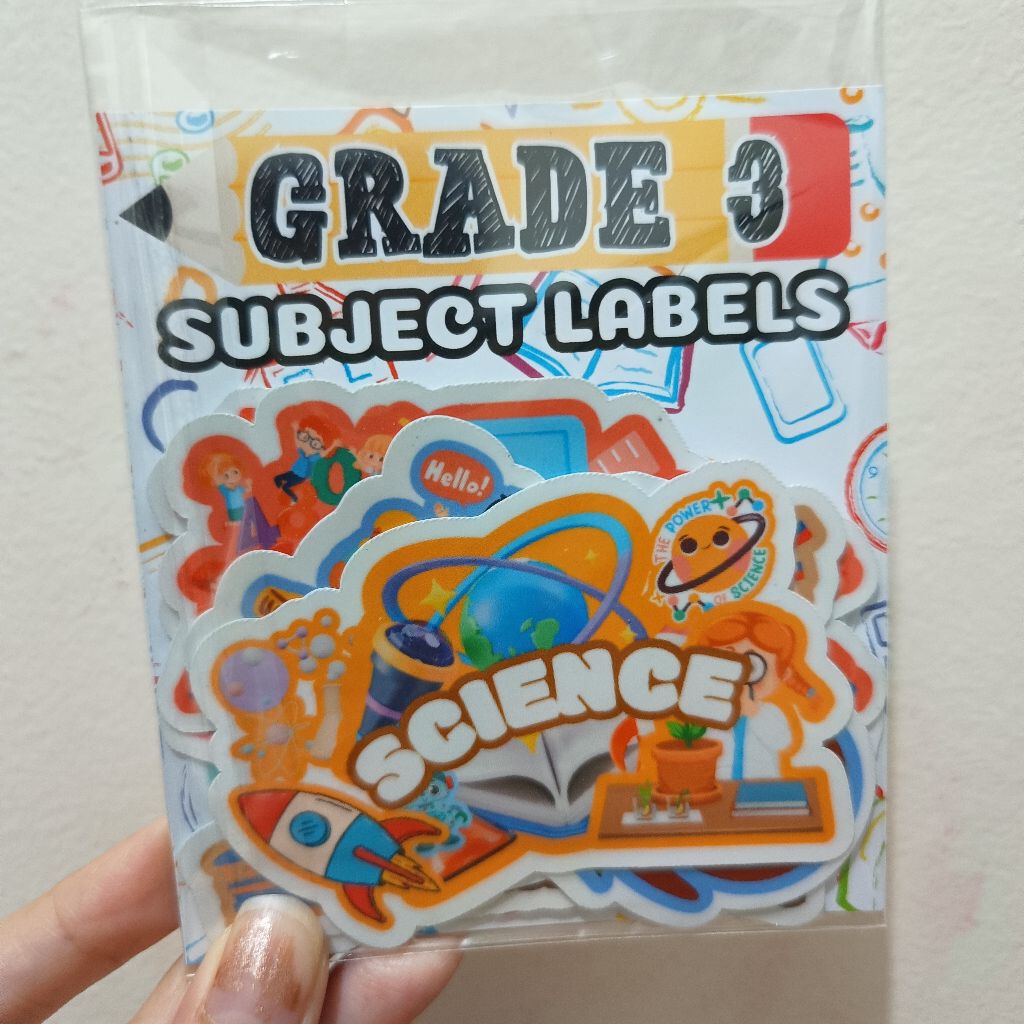 GRADE 3
SUBJECT LABELS
Hello!
THE POWER
OF SCIENCE
SCIENCE